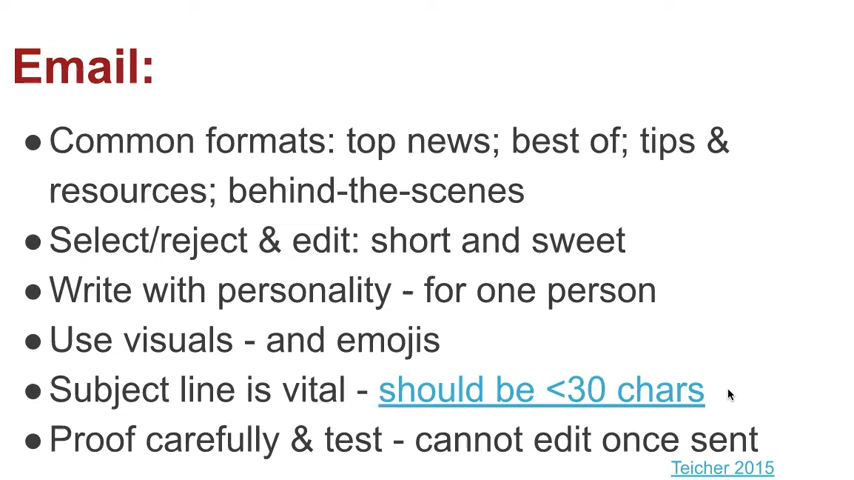 Email:
● Common formats: top news; best of; tips &
resources; behind-the-scenes
● Select/reject & edit: short and sweet
● Write with personality - for one person
● Use visuals - and emojis
● Subject line is vital - should be <30 chars
● Proof carefully & test - cannot edit once sent
Teicher 2015